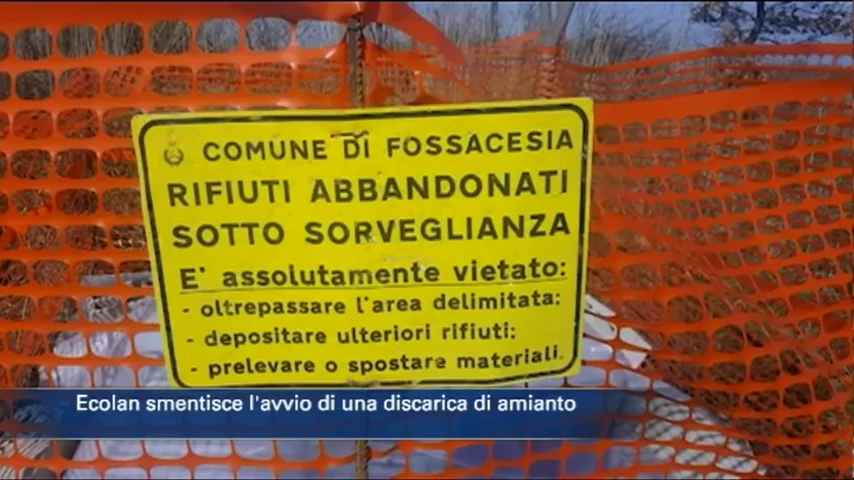 COMUNE DI FOSSACESIA
RIFIUTI ABBANDONATI
SOTTO SORVEGLIANZA
E' assolutamente vietato:
- oltrepassare l'area delimitata;
- depositare ulteriori rifiuti;
- prelevare o spostare materiali.
Ecolan smentisce l'avvio di una discarica di amianto